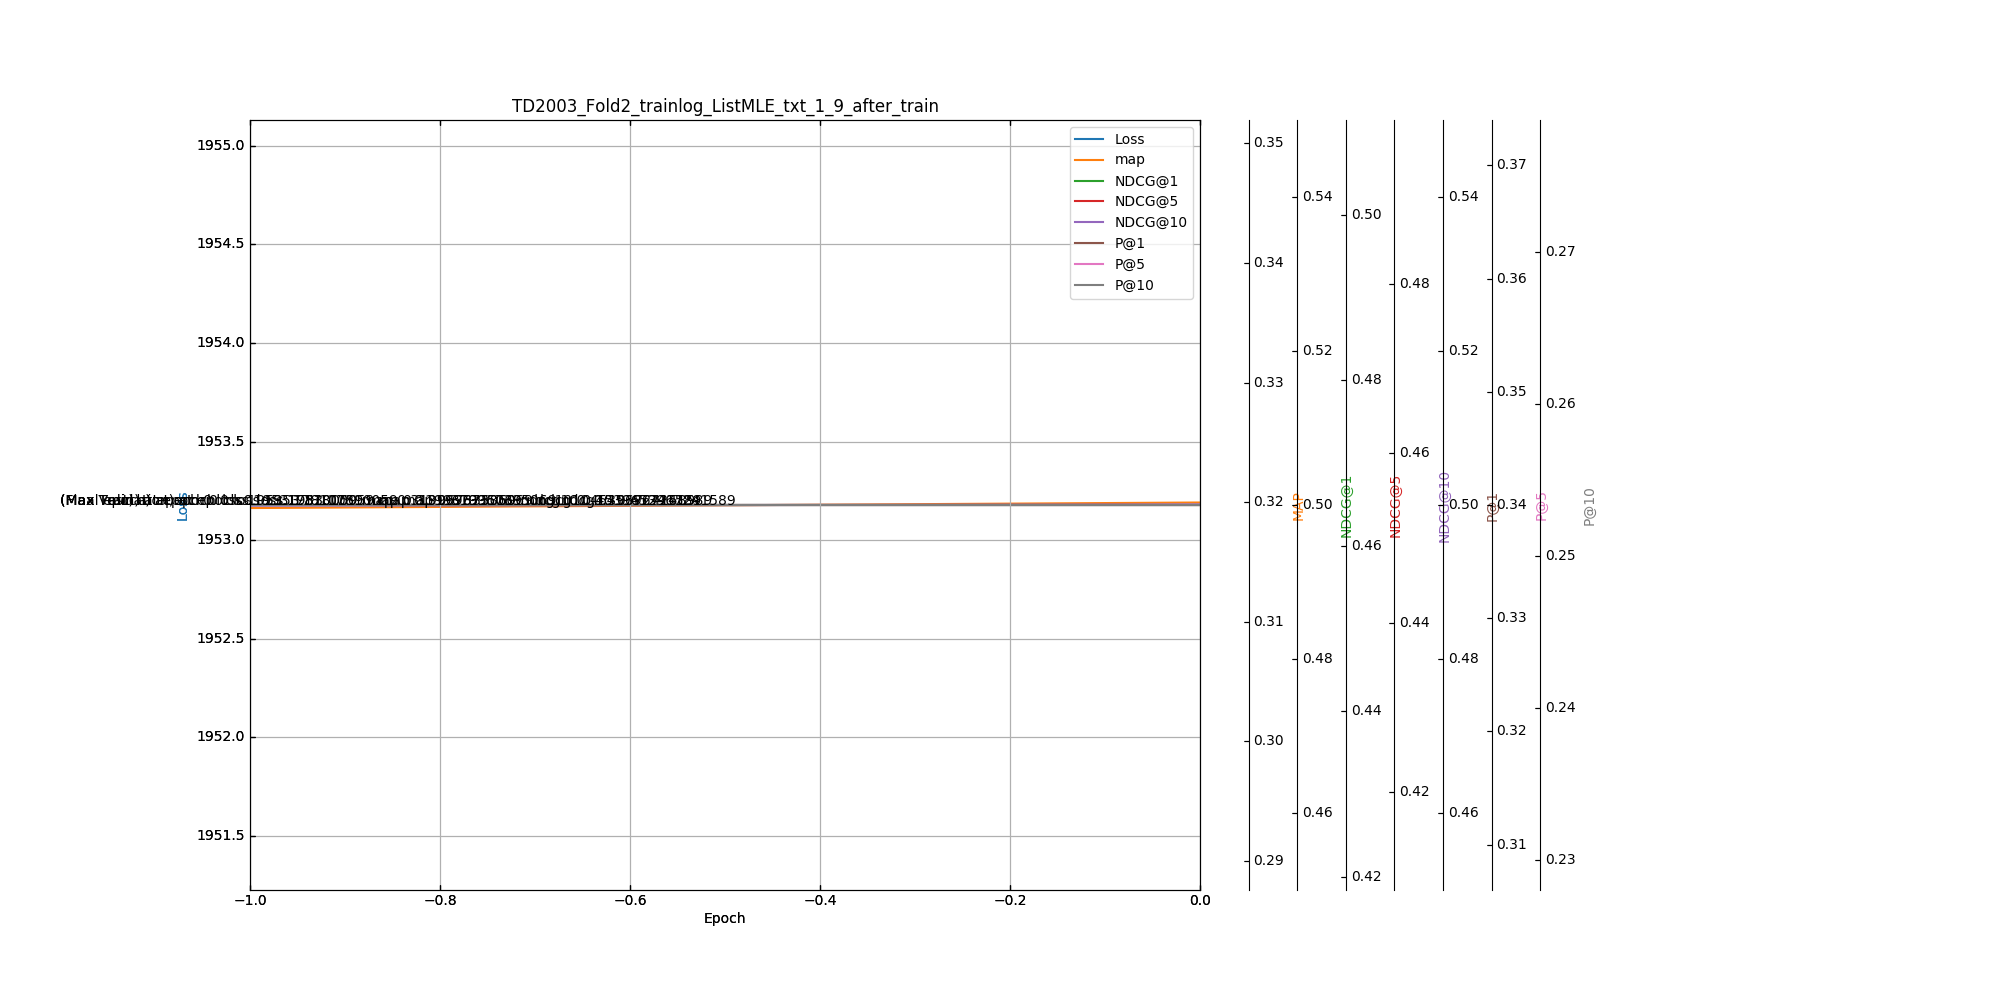 TD2003_Fold2_trainlog_ListMLE_txt_1_9_after_train
Loss
map
NDCG@1
NDCG@5
NDCG@10
P@1
P@5
P@10
1955.0
1954.5
1954.0
1953.5
1953.0
1952.5
1952.0
1951.5
Loss
−1.0
−0.8
−0.6
−0.4
−0.2
0.0
Epoch
0.35
0.34
0.33
0.32
0.31
0.30
0.29
MAP
0.54
0.52
0.50
0.48
0.46
NDCG@1
0.50
0.48
0.46
0.44
0.42
NDCG@5
0.48
0.46
0.44
0.42
NDCG@10
0.54
0.52
0.50
0.48
0.46
P@1
0.37
0.36
0.35
0.34
0.33
0.32
0.31
P@5
0.27
0.26
0.25
0.24
0.23
P@10